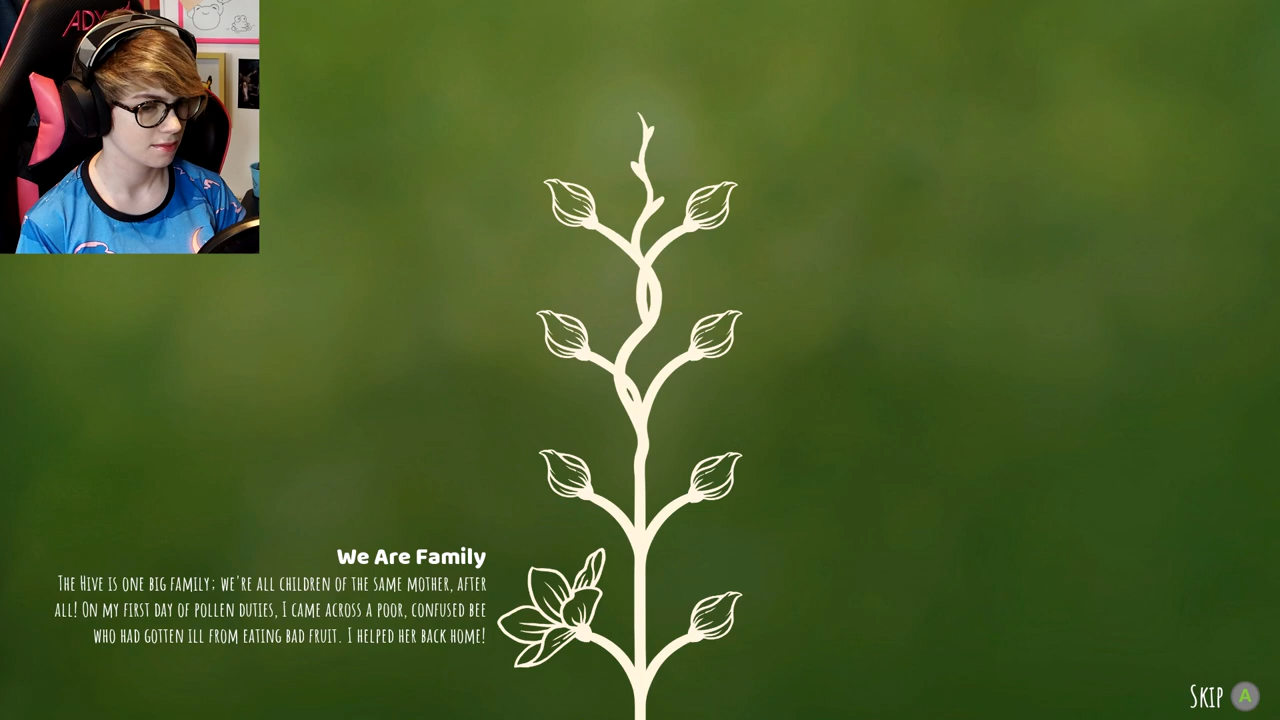 ADX
We Are Family
The Hive is one big family; we're all children of the same mother, after
all! On my first day of pollen duties, I came across a poor, confused bee
who had gotten ill from eating bad fruit. I helped her back home!
Skip A